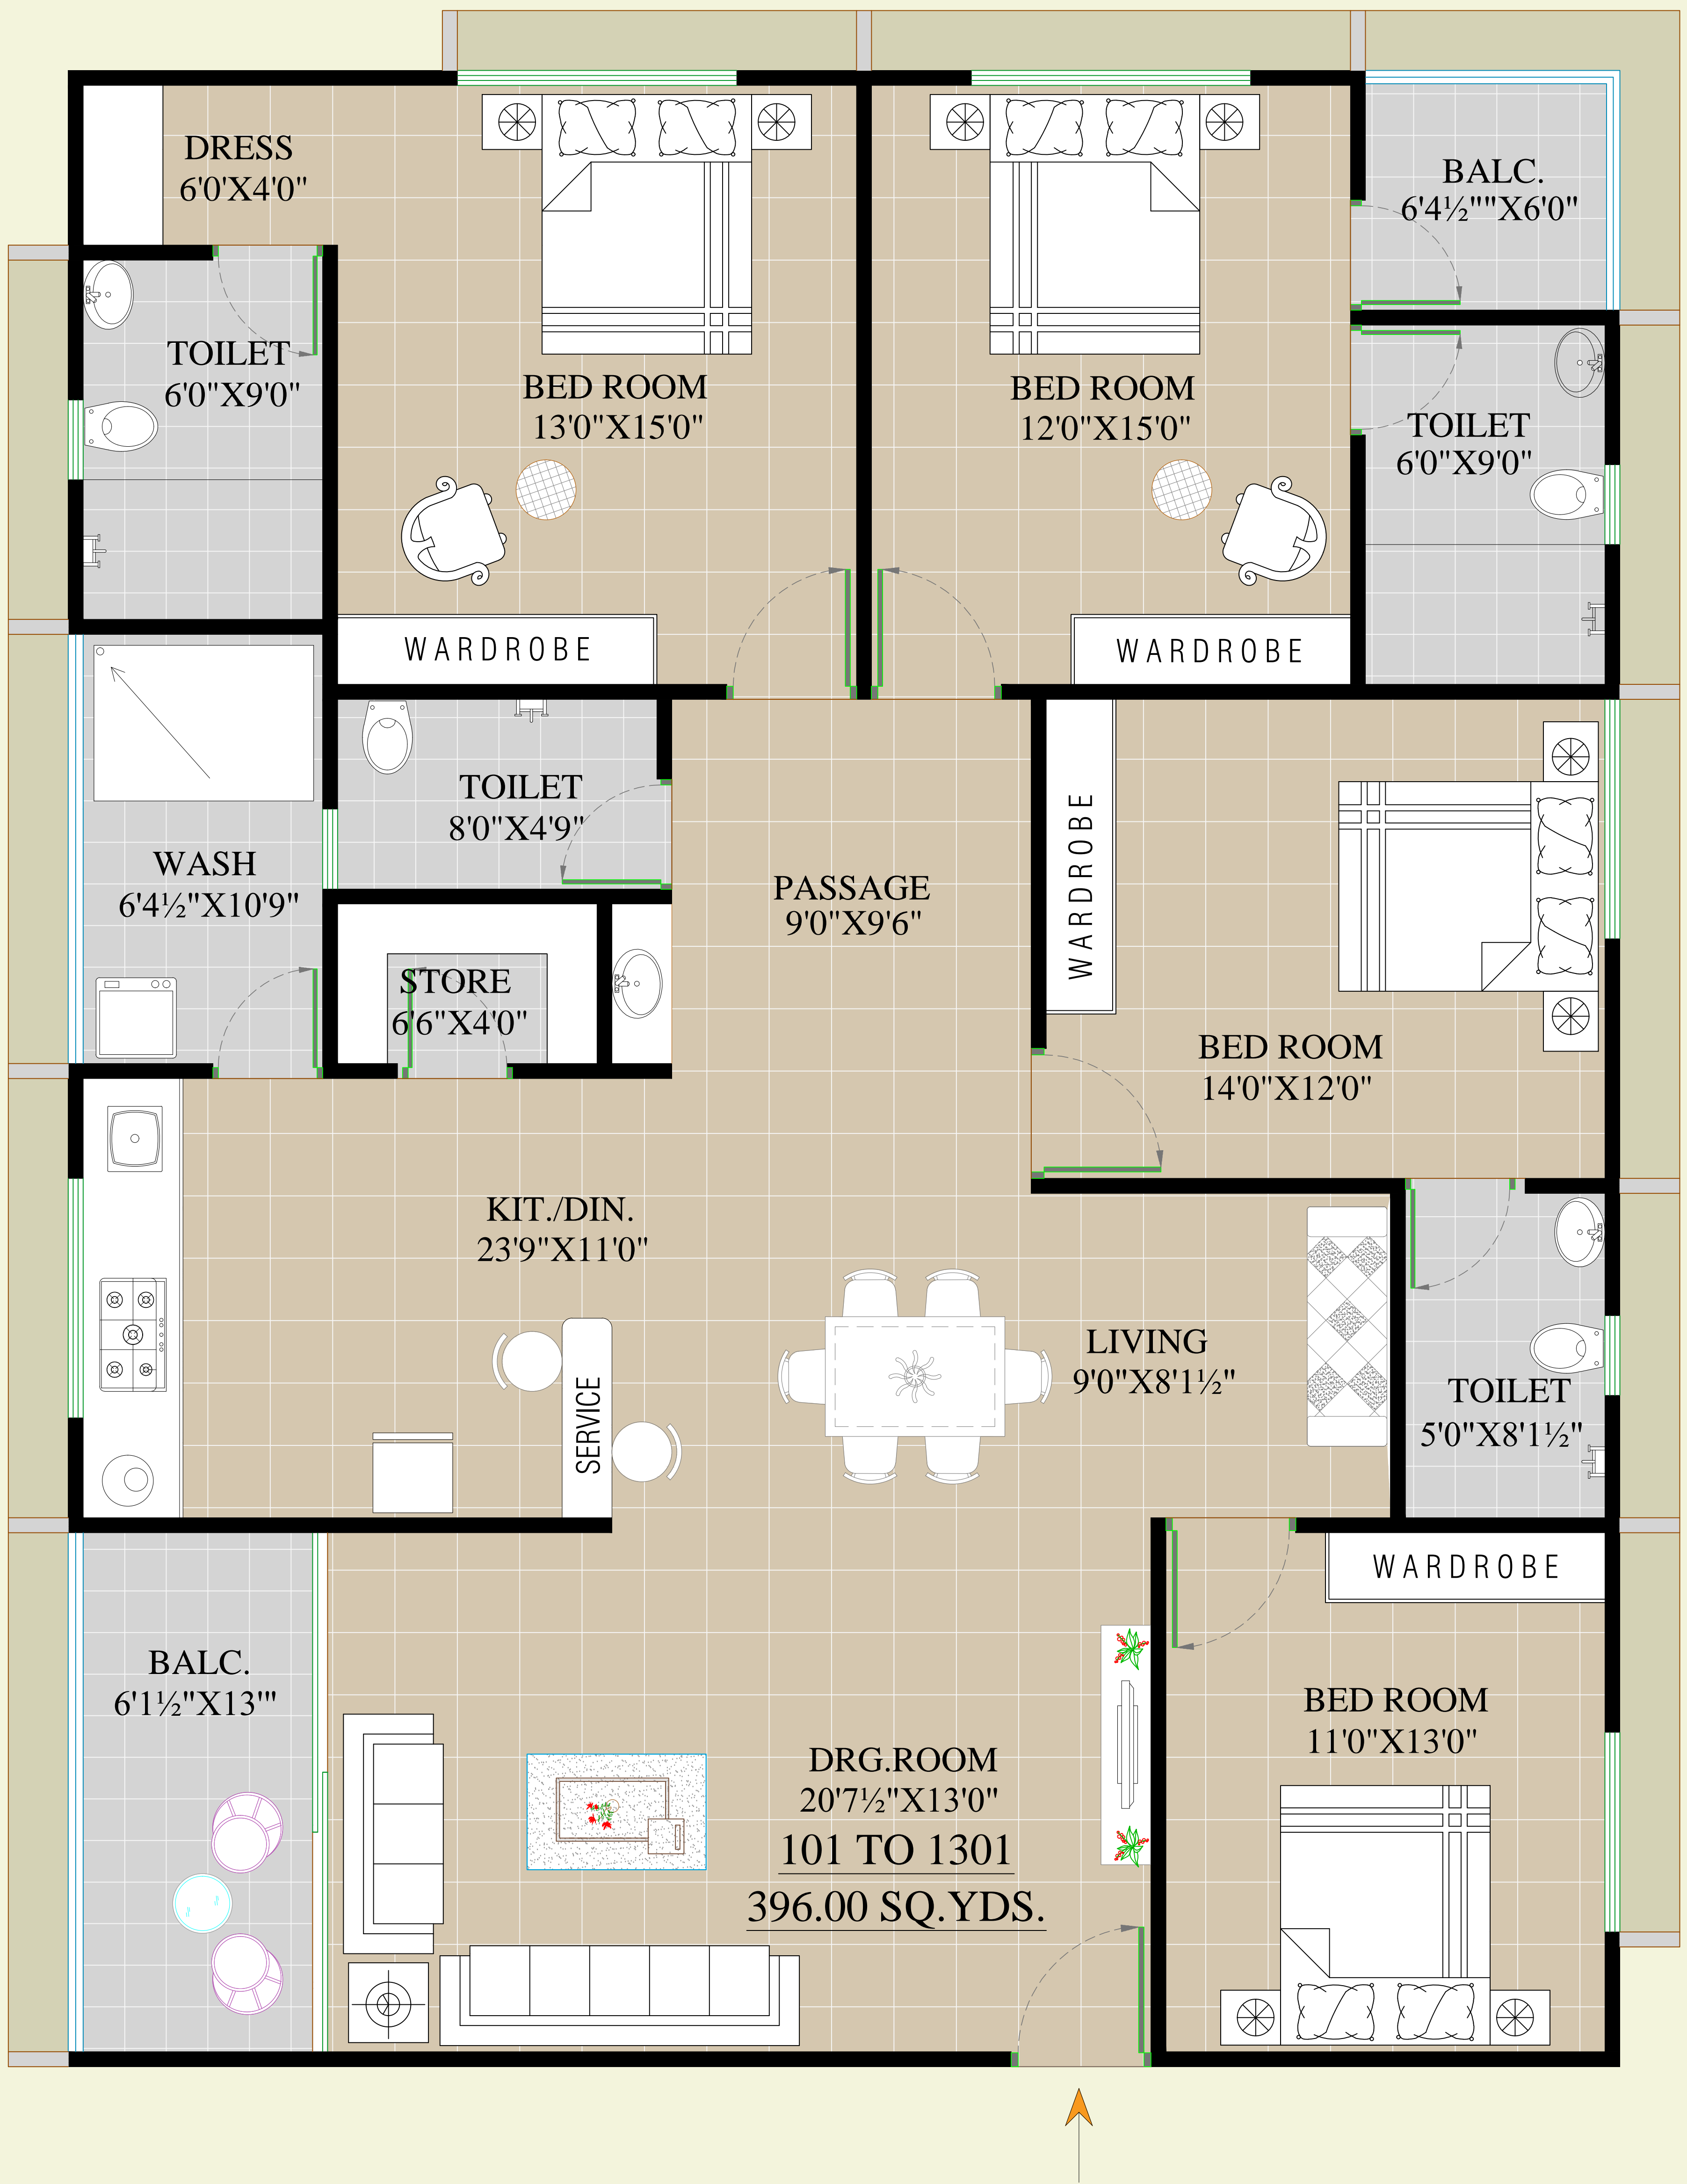 DRESS
6'0'X4'0"
BALC.
6'4½""X6'0"
TOILET
6'0"X9'0"
BED ROOM
13'0"X15'0"
BED ROOM
12'0"X15'0"
TOILET
6'0"X9'0"
WARDROBE
WARDROBE
TOILET
8'0"X4'9"
WASH
6'4½"X10'9"
PASSAGE
9'0"X9'6"
WARDROBE
STORE
6'6"X4'0"
BED ROOM
14'0"X12'0"
KIT./DIN.
23'9"X11'0"
LIVING
9'0"X8'1½"
SERVICE
TOILET
5'0"X8'1½"
WARDROBE
BALC.
6'1½"X13'"
BED ROOM
11'0"X13'0"
DRG.ROOM
20'7½"X13'0"
101 TO 1301
396.00 SQ.YDS.